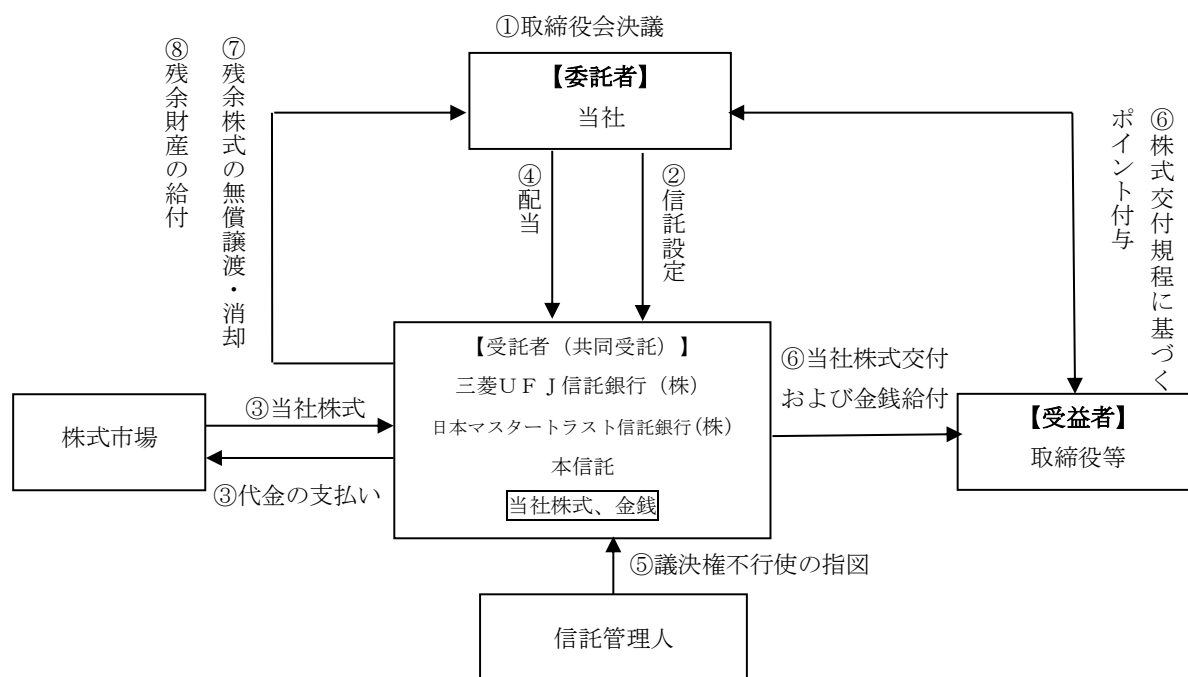 ①取締役会決議
【委託者】
当社
⑧残余財産の給付
⑦残余株式の無償譲渡・消却
④配当
②信託設定
⑥株式交付規程に基づく
ポイント付与
【受託者（共同受託）】
三菱ＵＦＪ信託銀行（株）
日本マスタートラスト信託銀行（株）
本信託
当社株式、金銭
株式市場
③当社株式
③代金の支払い
⑥当社株式交付
および金銭給付
【受益者】
取締役等
⑤議決権不行使の指図
信託管理人